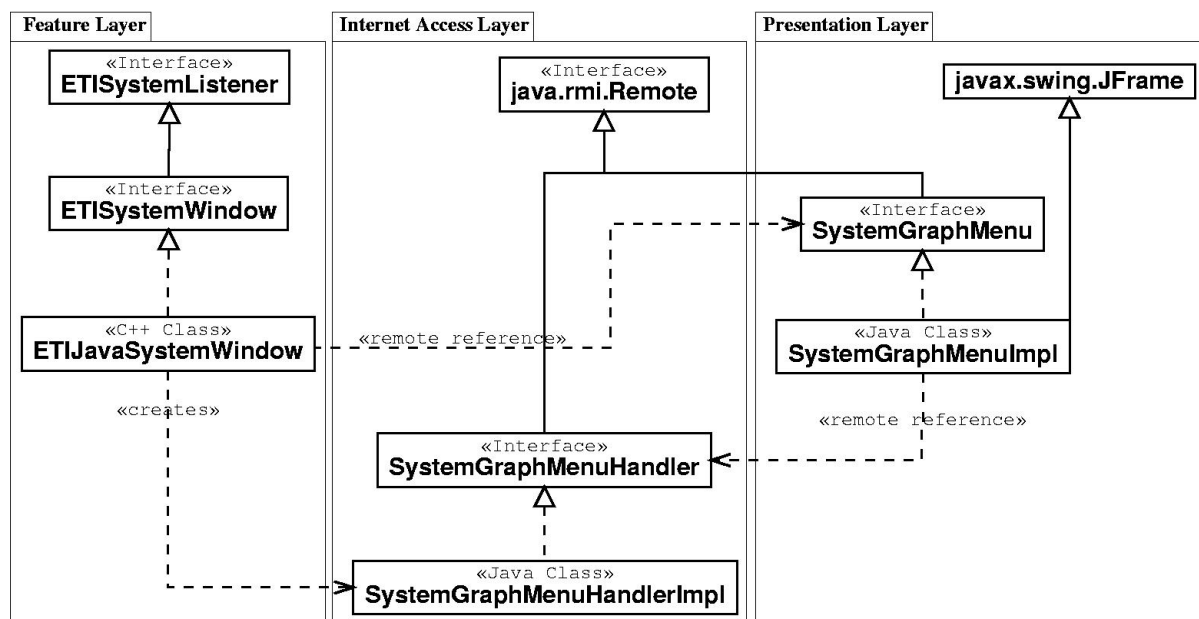 Feature Layer
Internet Access Layer
Presentation Layer
«Interface»
ETISystemListener
«Interface»
java.rmi.Remote
javax.swing.JFrame
«Interface»
ETISystemWindow
«Interface»
SystemGraphMenu
«C++ Class»
ETIJavaSystemWindow
«remote reference»
«Java Class»
SystemGraphMenuImpl
«creates»
«remote reference»
«Interface»
SystemGraphMenuHandler
«Java Class»
SystemGraphMenuHandlerImpl